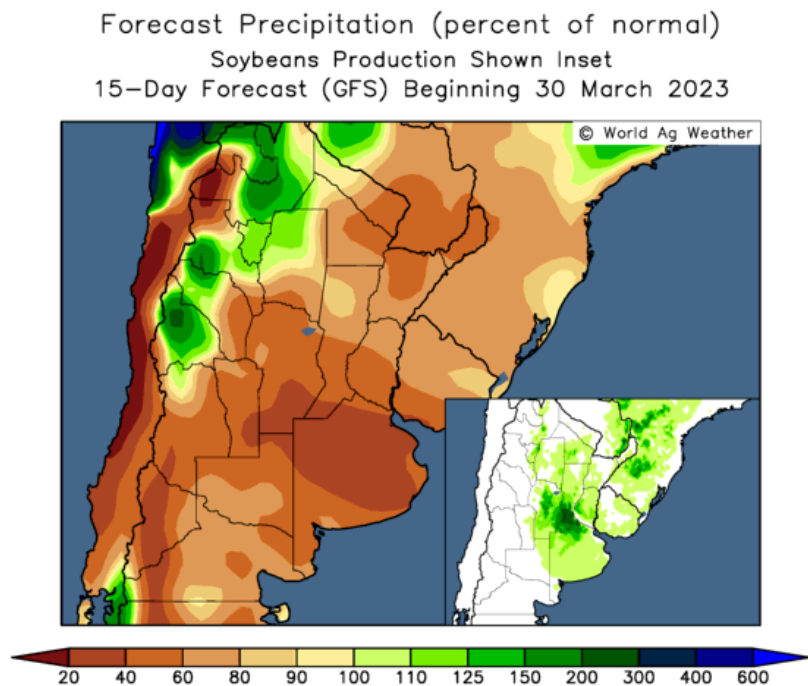 Forecast Precipitation (percent of normal)
Soybeans Production Shown Inset
15-Day Forecast (GFS) Beginning 30 March 2023
© World Ag Weather
20 40 60 80 90 100 110 125 150 200 300 400 600